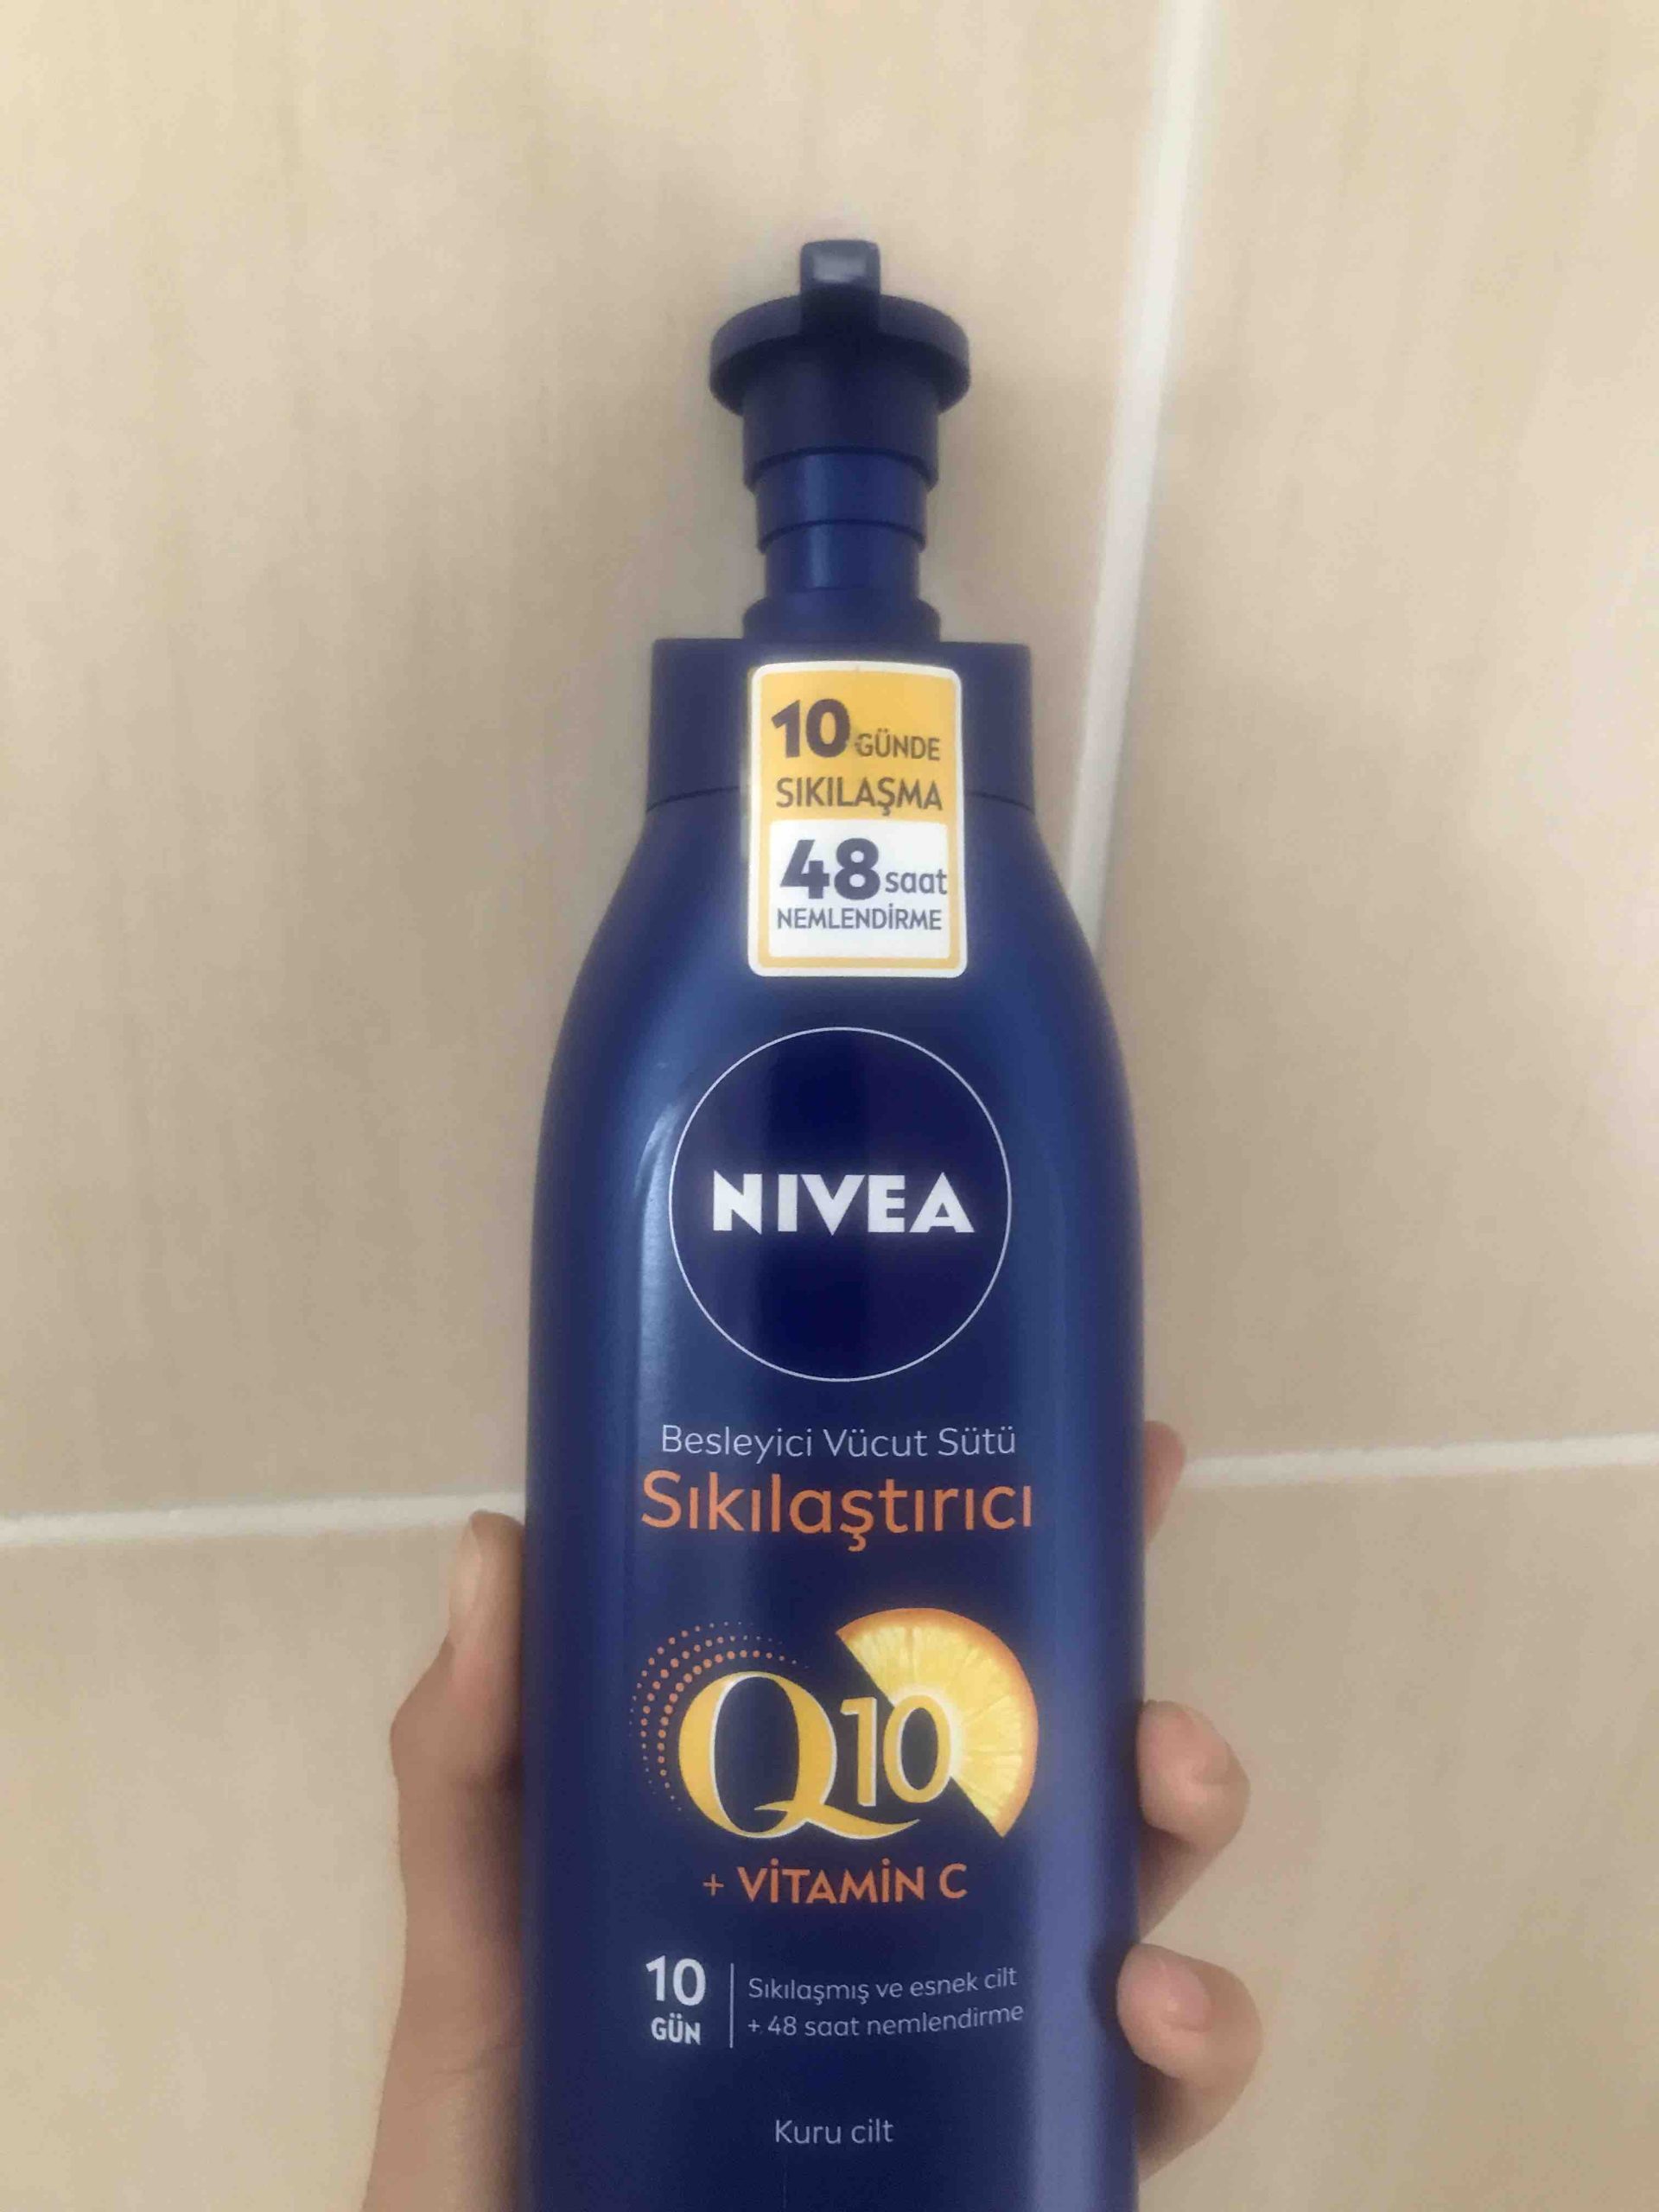 10 GÜNDE
SIKILAŞMA
48 saat
NEMLENDİRME
NIVEA
Besleyici Vücut Sütü
Sıkılaştırıcı
Q10
+ VİTAMİN C
10 GÜN
Sıkılaşmış ve esnek cilt
+ 48 saat nemlendirme
Kuru cilt